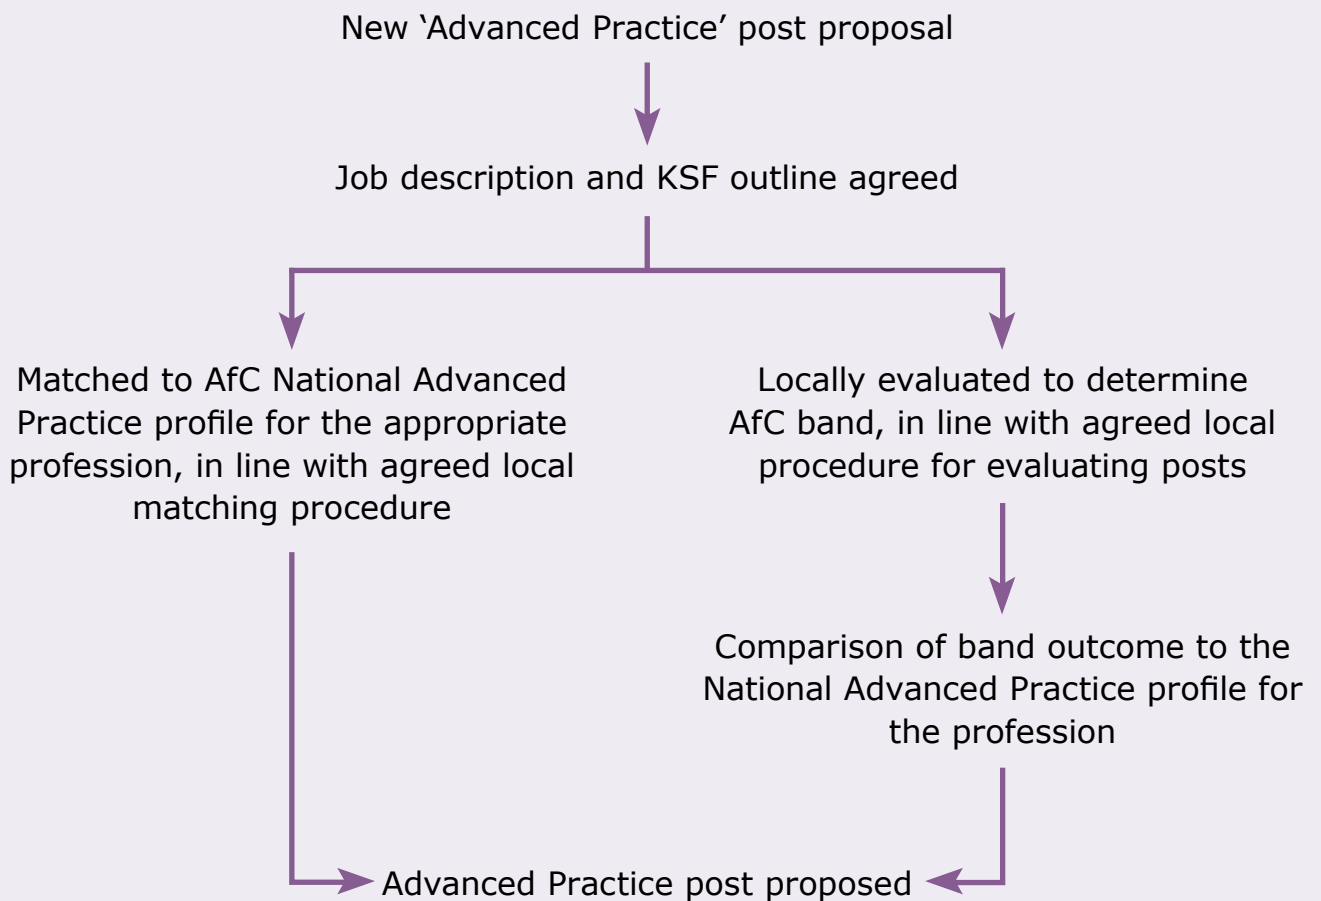 New ‘Advanced Practice’ post proposal
Job description and KSF outline agreed
Matched to AfC National Advanced
Practice profile for the appropriate
profession, in line with agreed local
matching procedure
Locally evaluated to determine
AfC band, in line with agreed local
procedure for evaluating posts
Comparison of band outcome to the
National Advanced Practice profile for
the profession
Advanced Practice post proposed